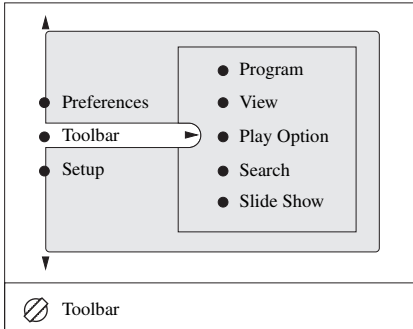 Preferences
Toolbar
Setup
Program
View
Play Option
Search
Slide Show
Toolbar